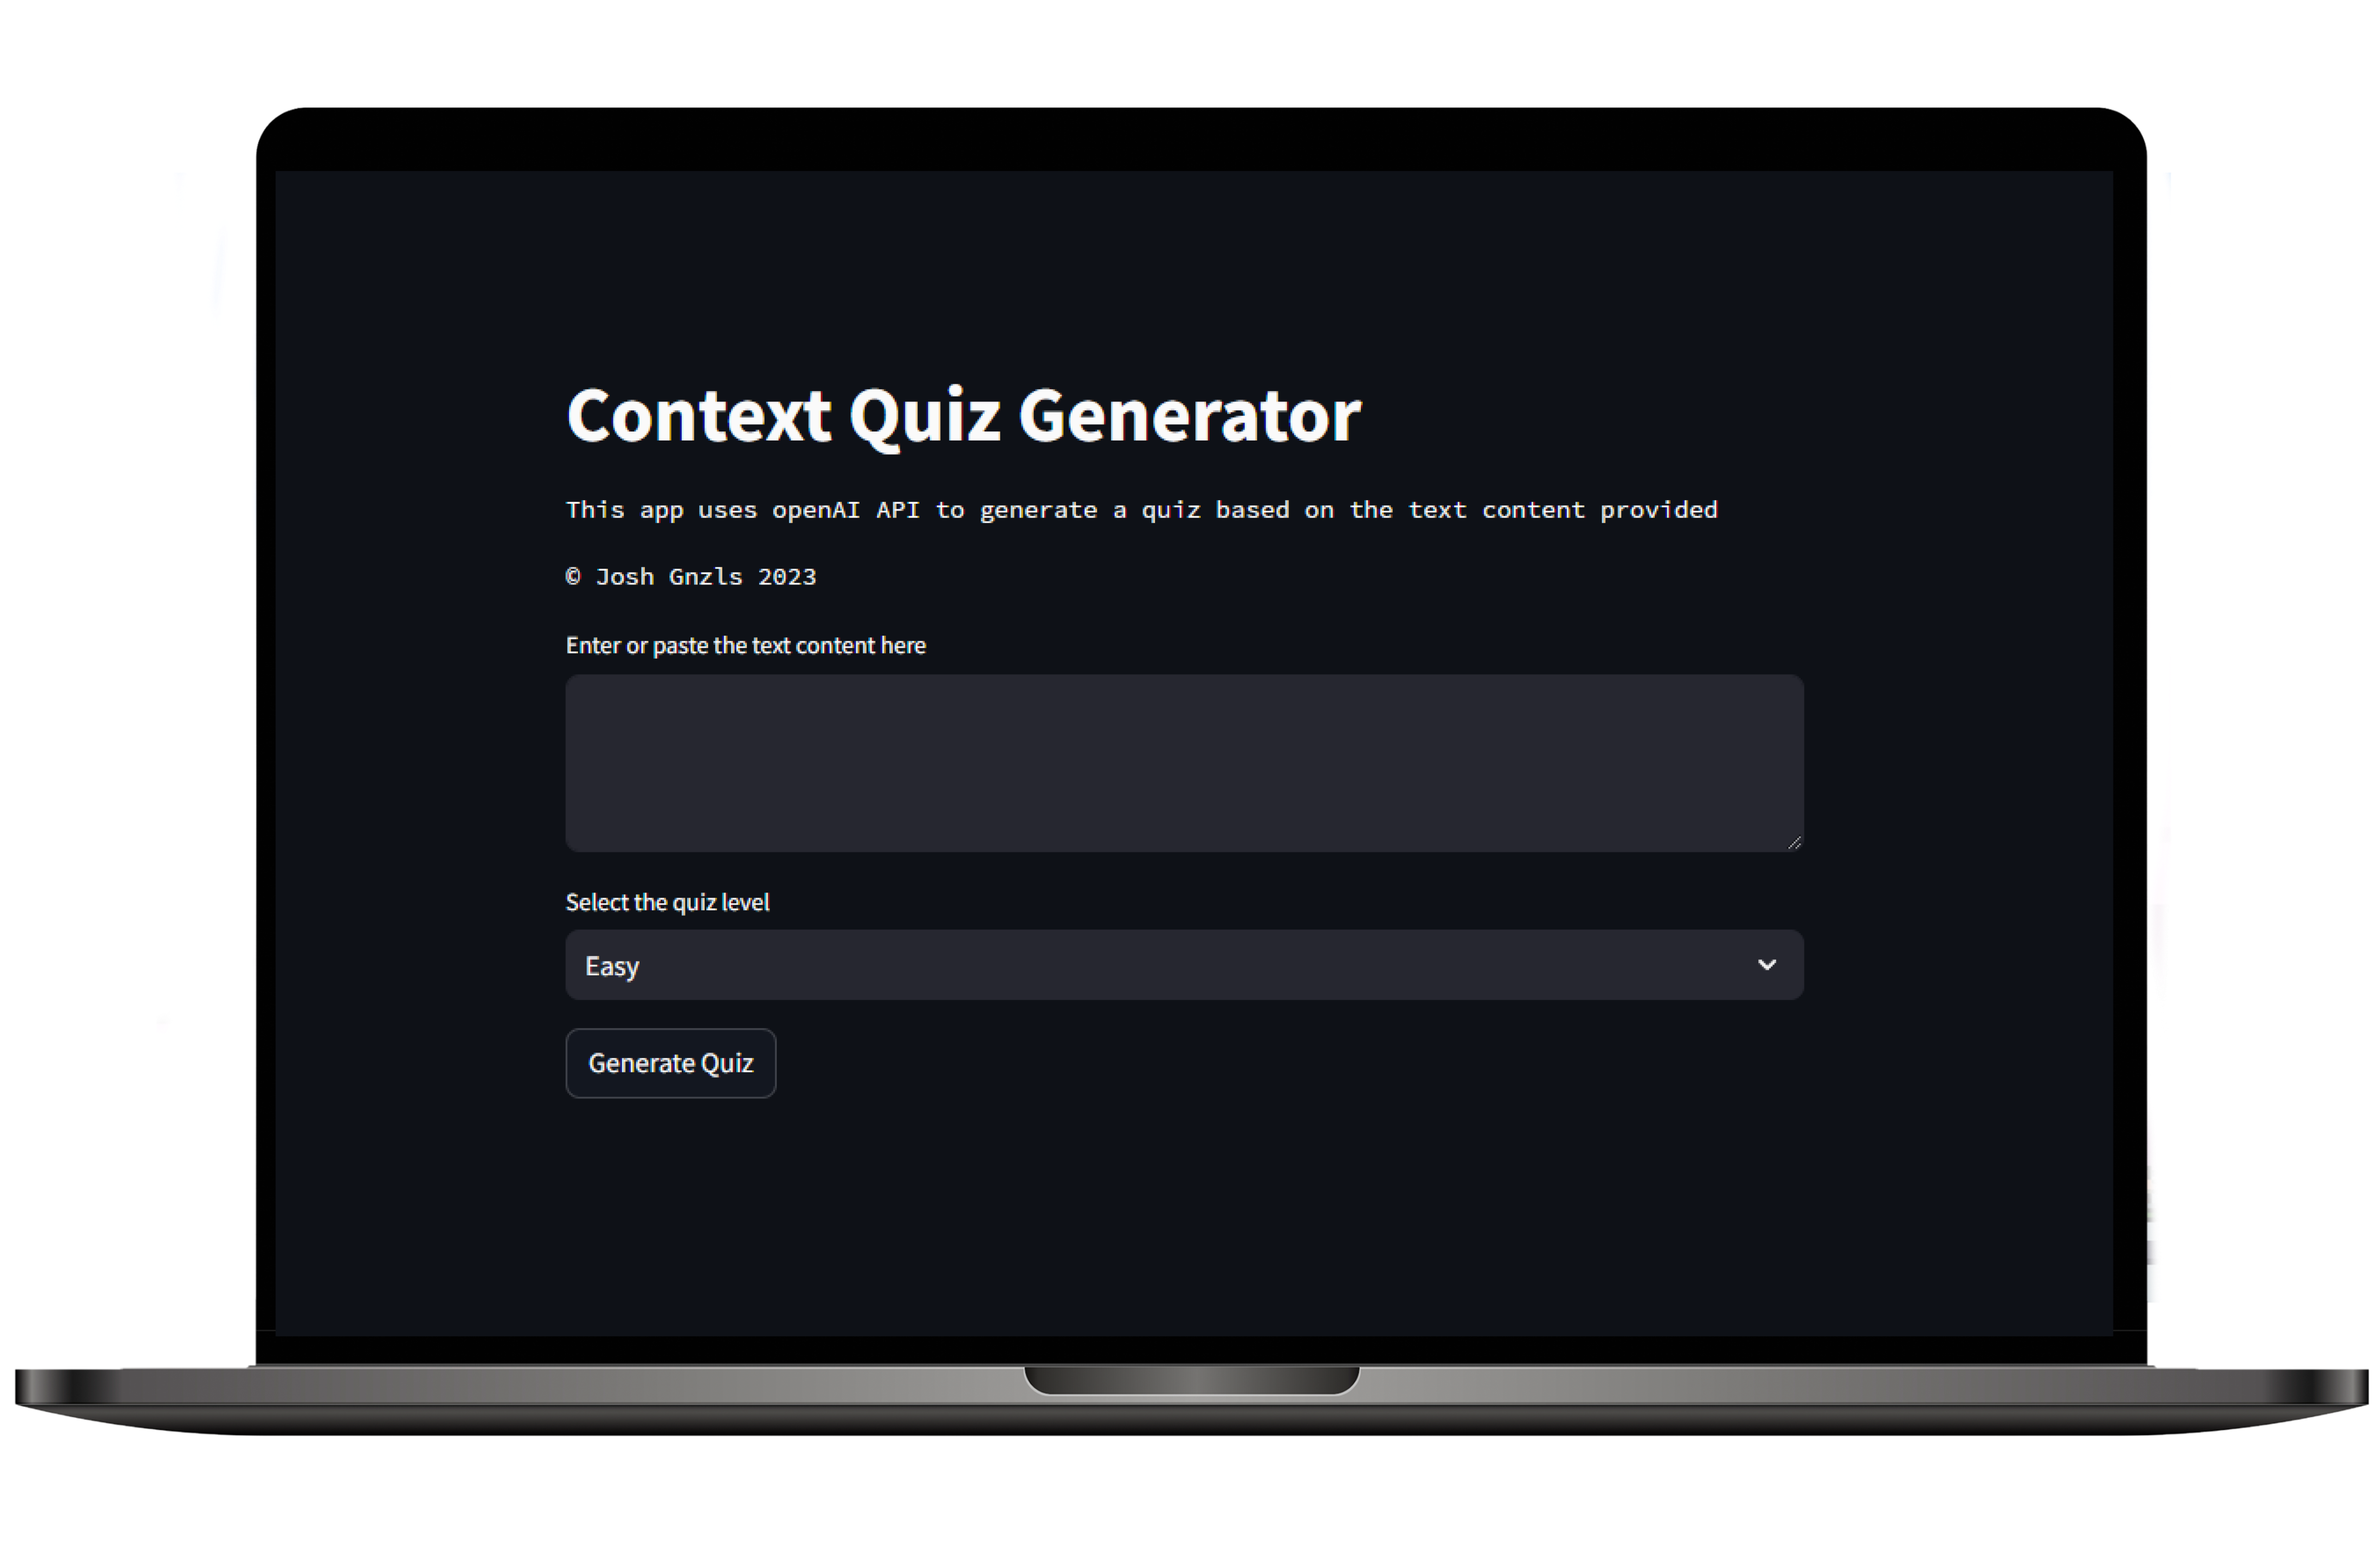 Context Quiz Generator
This app uses openAI API to generate a quiz based on the text content provided
© Josh Gnzls 2023
Enter or paste the text content here
Select the quiz level
Easy
Generate Quiz